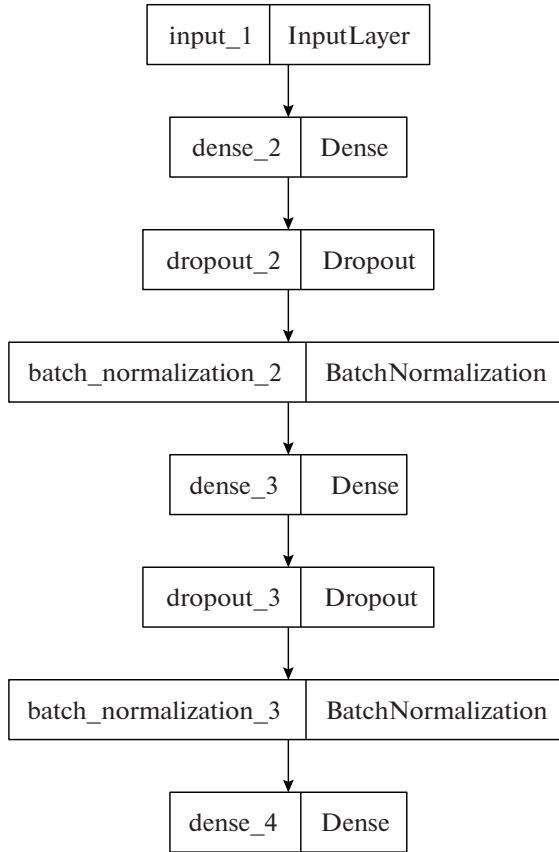 input_1 InputLayer
dense_2 Dense
dropout_2 Dropout
batch_normalization_2 BatchNormalization
dense_3 Dense
dropout_3 Dropout
batch_normalization_3 BatchNormalization
dense_4 Dense